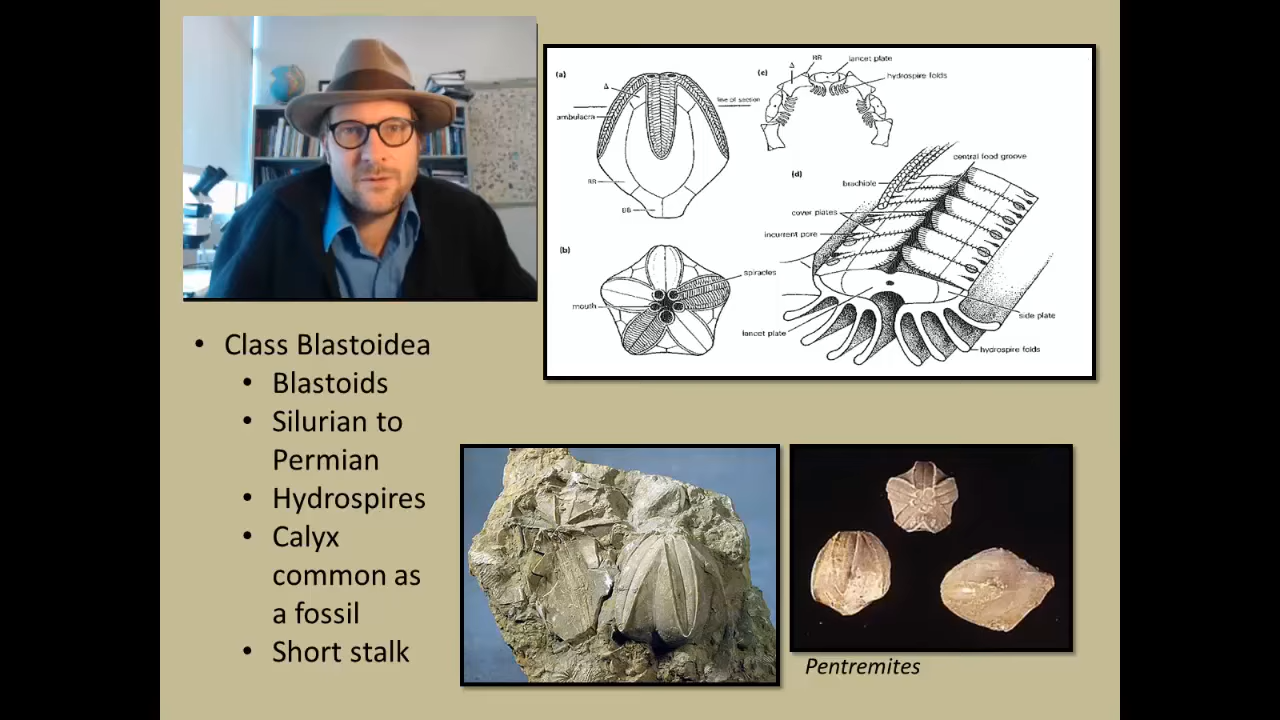 (a)
Δ
ambulacra
line of section
RR
BB
(b)
mouth
spiracles
(c)
Δ
RR
lancet plate
hydrospire folds
(d)
central food groove
brachiole
cover plates
incurrent pore
lancet plate
side plate
hydrospire folds
• Class Blastoidea
• Blastoids
• Silurian to
Permian
• Hydrospires
• Calyx
common as
a fossil
• Short stalk
Pentremites